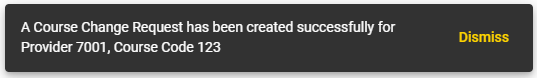 A Course Change Request has been created successfully for
Provider 7001, Course Code 123
Dismiss